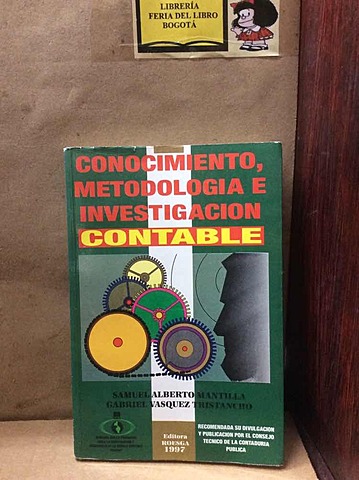 LIBRERÍA
FERIA DEL LIBRO
BOGOTÁ
CONOCIMIENTO,
METODOLOGIA E
INVESTIGACION
CONTABLE
SAMUEL ALBERTO MANTILLA
GABRIEL VASQUEZ TRISTANCHO
Editora
ROESGA
1997
RECOMENDADA SU DIVULGACION
Y PUBLICACION POR EL CONSEJO
TECNICO DE LA CONTADURIA
PUBLICA